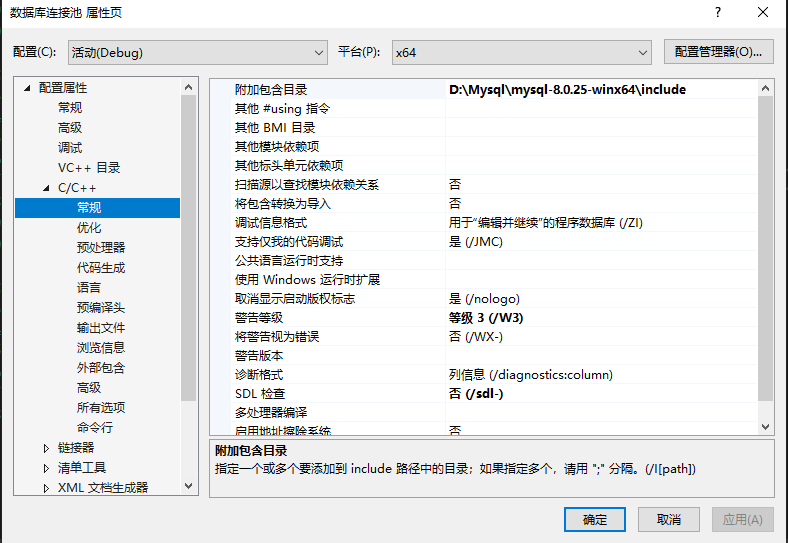 数据库连接池 属性页
配置(C): 活动(Debug) 平台(P): x64 配置管理器(O)...
配置属性
常规
高级
调试
VC++ 目录
C/C++
常规
优化
预处理器
代码生成
语言
预编译头
输出文件
浏览信息
外部包含
高级
所有选项
命令行
链接器
清单工具
XML 文档生成器
附加包含目录 D:\Mysql\mysql-8.0.25-winx64\include
其他 #using 指令
其他 BMI 目录
其他模块依赖项
其他标头单元依赖项
扫描源以查找模块依赖关系 否
将包含转换为导入 否
调试信息格式 用于“编辑并继续”的程序数据库 (/ZI)
支持仅我的代码调试 是 (/JMC)
公共语言运行时支持
使用 Windows 运行时扩展
取消显示启动版权标志 是 (/nologo)
警告等级 等级 3 (/W3)
将警告视为错误 否 (/WX-)
警告版本
诊断格式 列信息 (/diagnostics:column)
SDL 检查 否 (/sdl-)
多处理器编译
启用地址擦除系统 否
附加包含目录
指定一个或多个要添加到 include 路径中的目录；如果指定多个，请用 ";" 分隔。(/I[path])
确定 取消 应用(A)